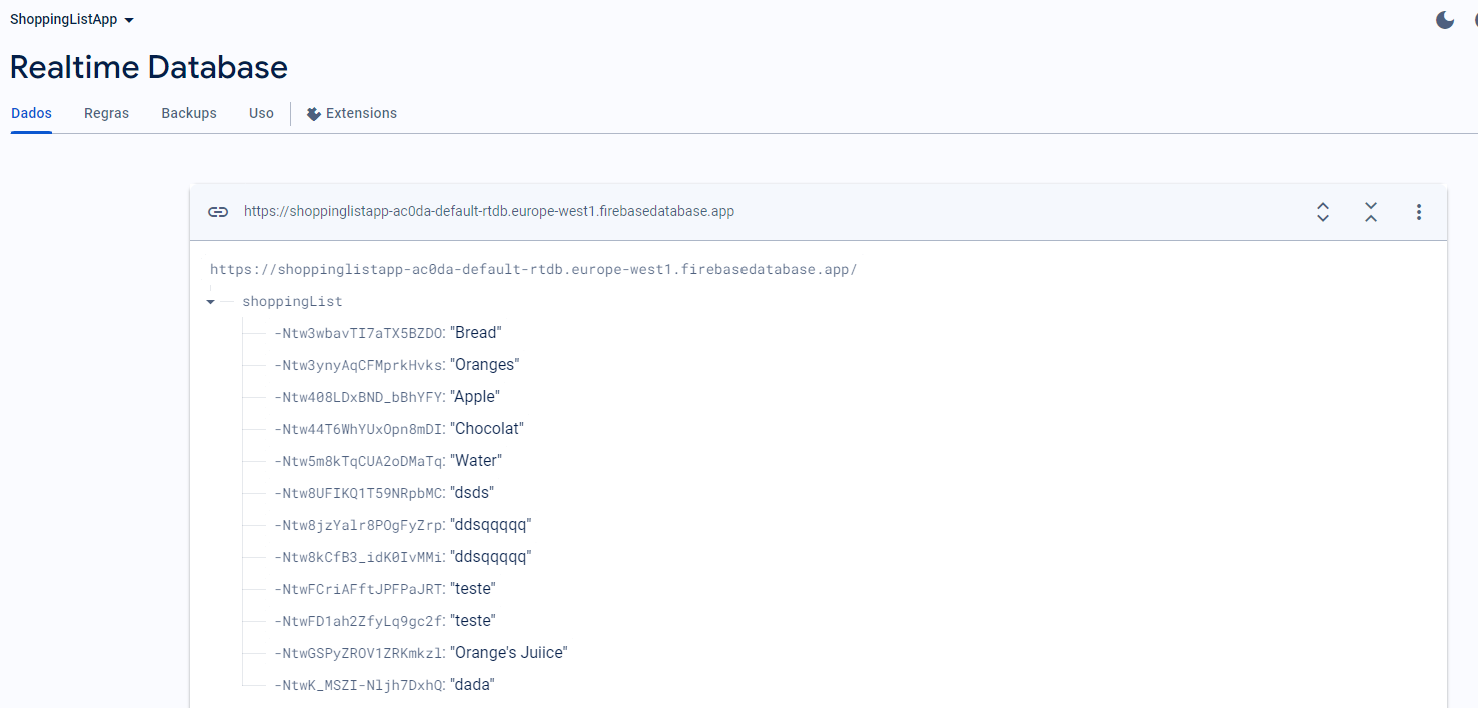 ShoppingListApp
Realtime Database
Dados Regras Backups Uso Extensions
https://shoppinglistapp-ac0da-default-rtdb.europe-west1.firebasedatabase.app
https://shoppinglistapp-ac0da-default-rtdb.europe-west1.firebasedatabase.app/
shoppingList
-Ntw3wbavTI7aTX5BZDO: "Bread"
-Ntw3ynyAqCFMprkHvks: "Oranges"
-Ntw408LDxBND_bBhYFY: "Apple"
-Ntw44T6WhYUxOpn8mDI: "Chocolat"
-Ntw5m8kTqCUA2oDMaTq: "Water"
-Ntw8UFIKQ1T59NRpbMC: "dsds"
-Ntw8jzYalr8POgFyZrp: "ddsqqqqq"
-Ntw8kCfB3_idK0IvMMi: "ddsqqqqq"
-NtwFCriAFftJPFPaJRT: "teste"
-NtwFD1ah2ZfyLq9gc2f: "teste"
-NtwGSPyZROV1ZRKmkzl: "Orange's Juiice"
-NtwK_MSZI-Nljh7DxhQ: "dada"